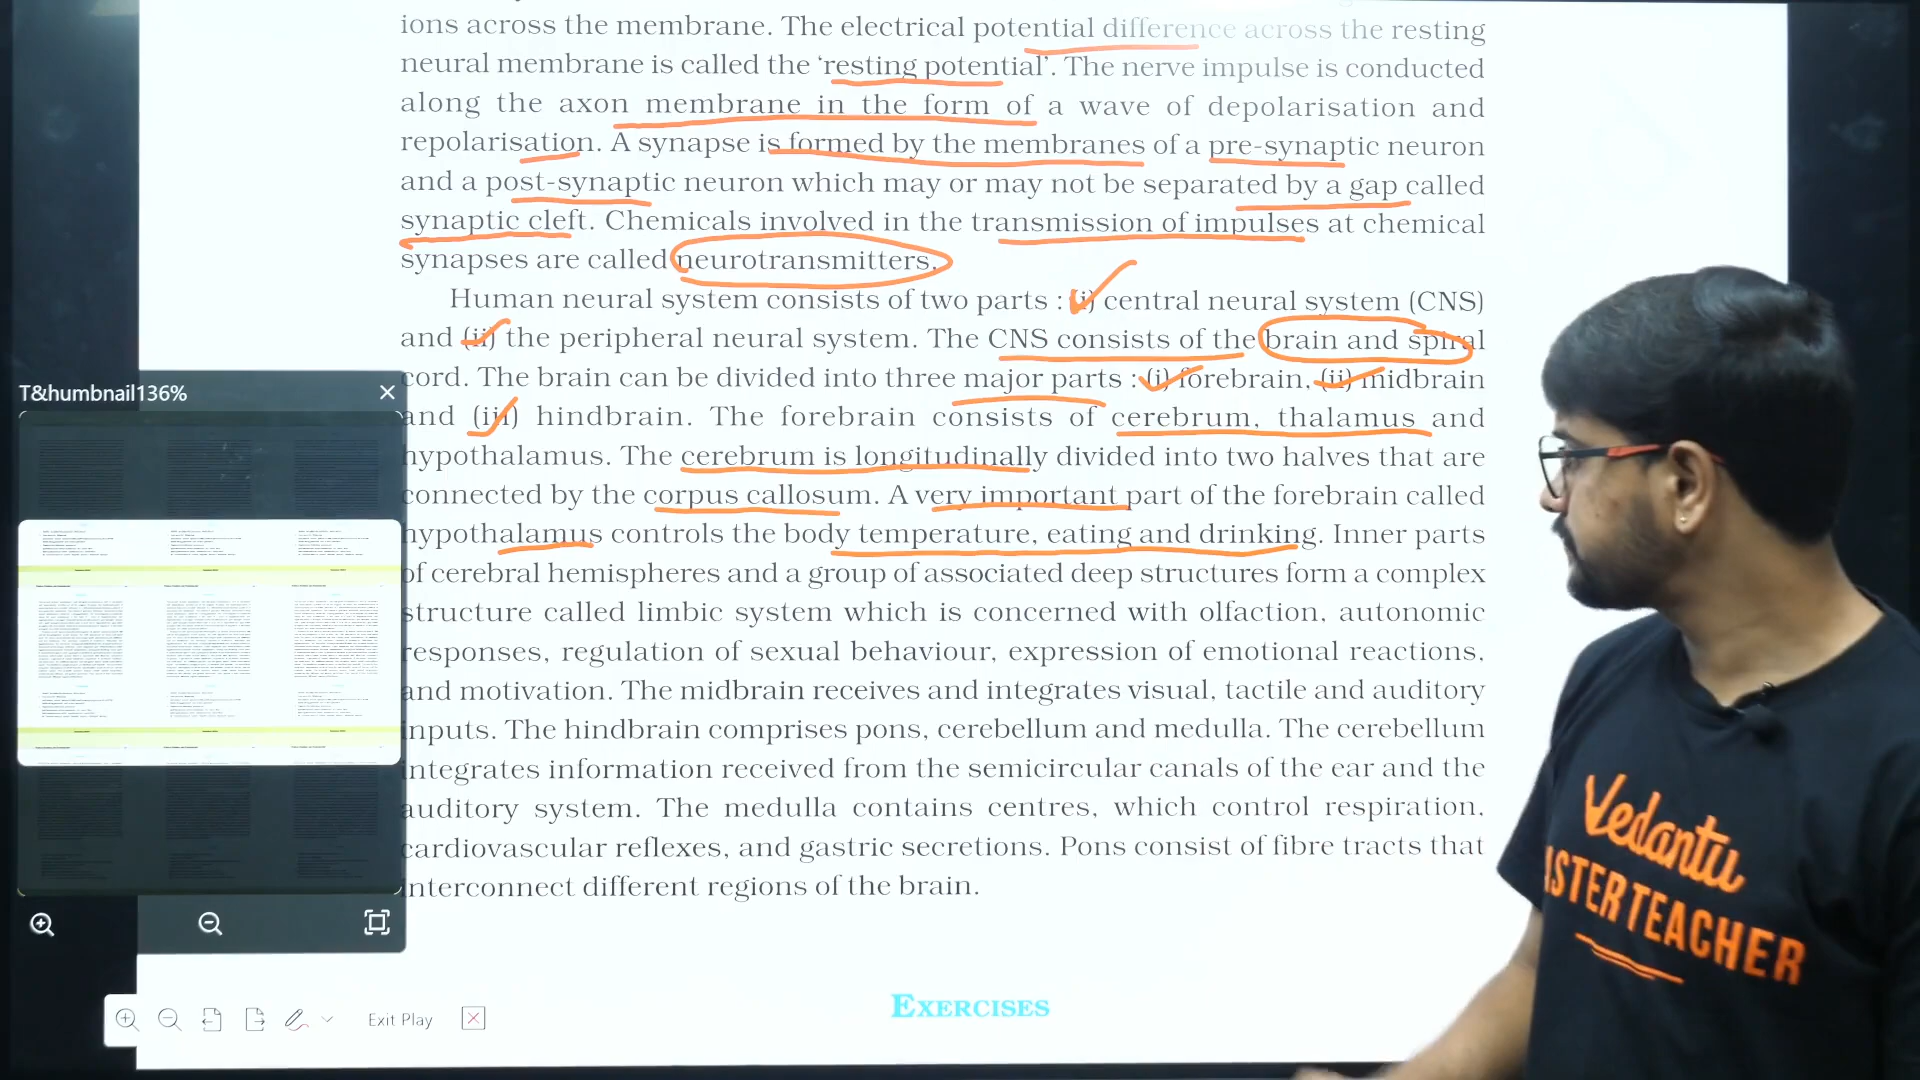 ions across the membrane. The electrical potential difference across the resting
neural membrane is called the ‘resting potential’. The nerve impulse is conducted
along the axon membrane in the form of a wave of depolarisation and
repolarisation. A synapse is formed by the membranes of a pre-synaptic neuron
and a post-synaptic neuron which may or may not be separated by a gap called
synaptic cleft. Chemicals involved in the transmission of impulses at chemical
synapses are called neurotransmitters.
Human neural system consists of two parts : (i) central neural system (CNS)
and (ii) the peripheral neural system. The CNS consists of the brain and spinal
cord. The brain can be divided into three major parts : (i) forebrain, (ii) midbrain
and (iii) hindbrain. The forebrain consists of cerebrum, thalamus and
hypothalamus. The cerebrum is longitudinally divided into two halves that are
connected by the corpus callosum. A very important part of the forebrain called
hypothalamus controls the body temperature, eating and drinking. Inner parts
of cerebral hemispheres and a group of associated deep structures form a complex
structure called limbic system which is concerned with olfaction, autonomic
responses, regulation of sexual behaviour, expression of emotional reactions,
and motivation. The midbrain receives and integrates visual, tactile and auditory
inputs. The hindbrain comprises pons, cerebellum and medulla. The cerebellum
integrates information received from the semicircular canals of the ear and the
auditory system. The medulla contains centres, which control respiration,
cardiovascular reflexes, and gastric secretions. Pons consist of fibre tracts that
interconnect different regions of the brain.
EXERCISES
T&humbnail136%
Exit Play
Vedantu
ASTERTEACHER